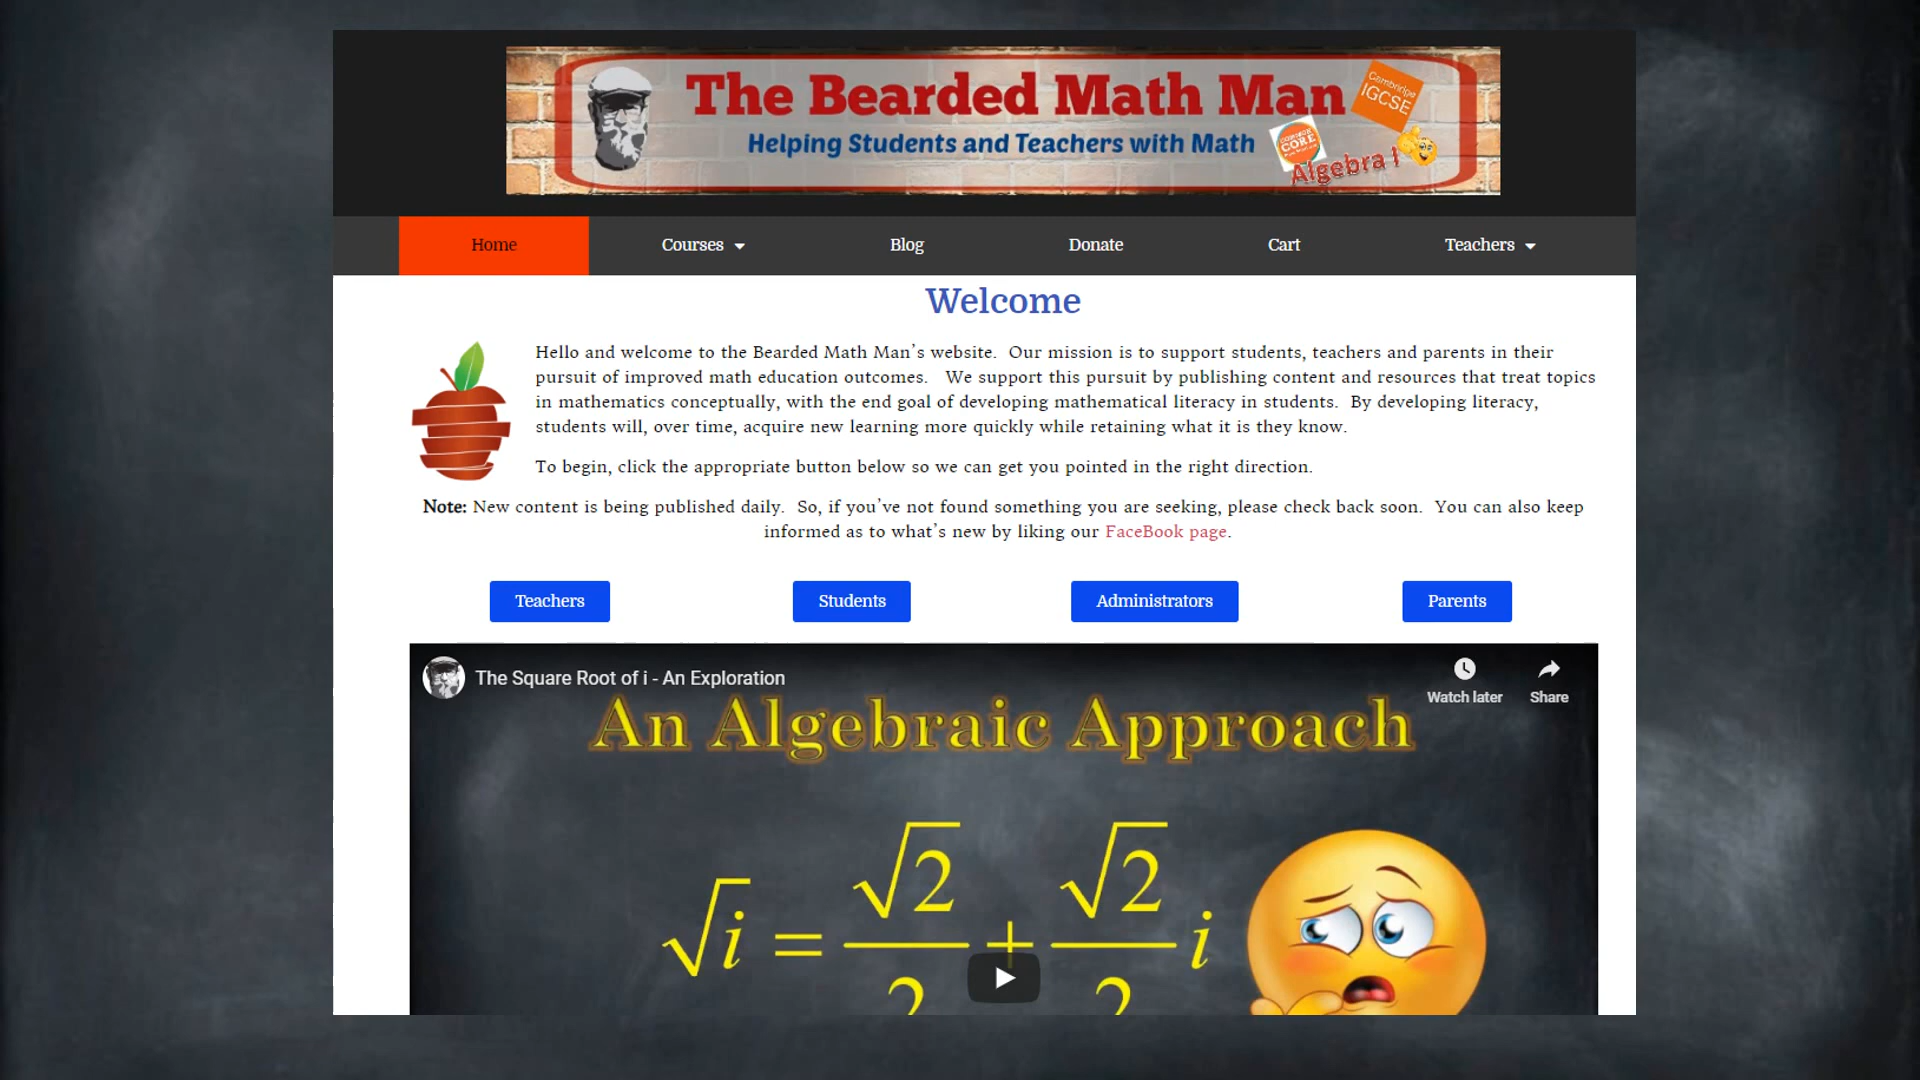 The Bearded Math Man
Helping Students and Teachers with Math
Cambridge
IGCSE
COMMON
CORE
Algebra I
Home Courses Blog Donate Cart Teachers
Welcome
Hello and welcome to the Bearded Math Man’s website. Our mission is to support students, teachers and parents in their
pursuit of improved math education outcomes. We support this pursuit by publishing content and resources that treat topics
in mathematics conceptually, with the end goal of developing mathematical literacy in students. By developing literacy,
students will, over time, acquire new learning more quickly while retaining what it is they know.
To begin, click the appropriate button below so we can get you pointed in the right direction.
Note: New content is being published daily. So, if you’ve not found something you are seeking, please check back soon. You can also keep
informed as to what’s new by liking our FaceBook page.
Teachers Students Administrators Parents
The Square Root of i - An Exploration
Watch later Share
An Algebraic Approach
√i = √2/2 + √2/2 i